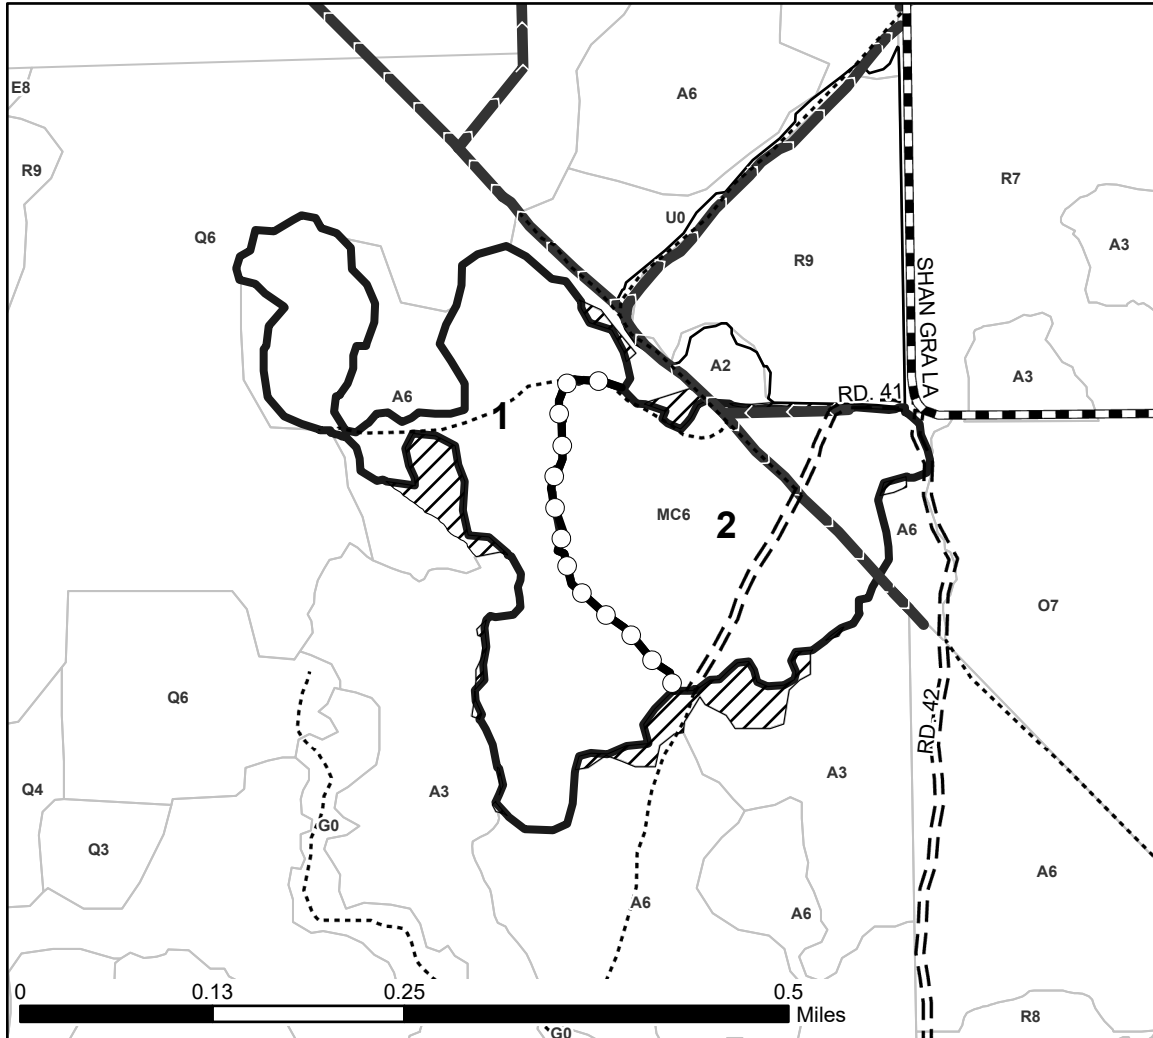 E8
A6
R9
R7
Q6
U0
A3
R9
SHAN GRA LA
A2
A3
A6
RD. 41
1
MC6
2
A6
O7
Q6
RD. 42
Q4
A3
A3
G0
Q3
A6
A6
A6
0 0.13 0.25 0.5
Miles
R8
G0